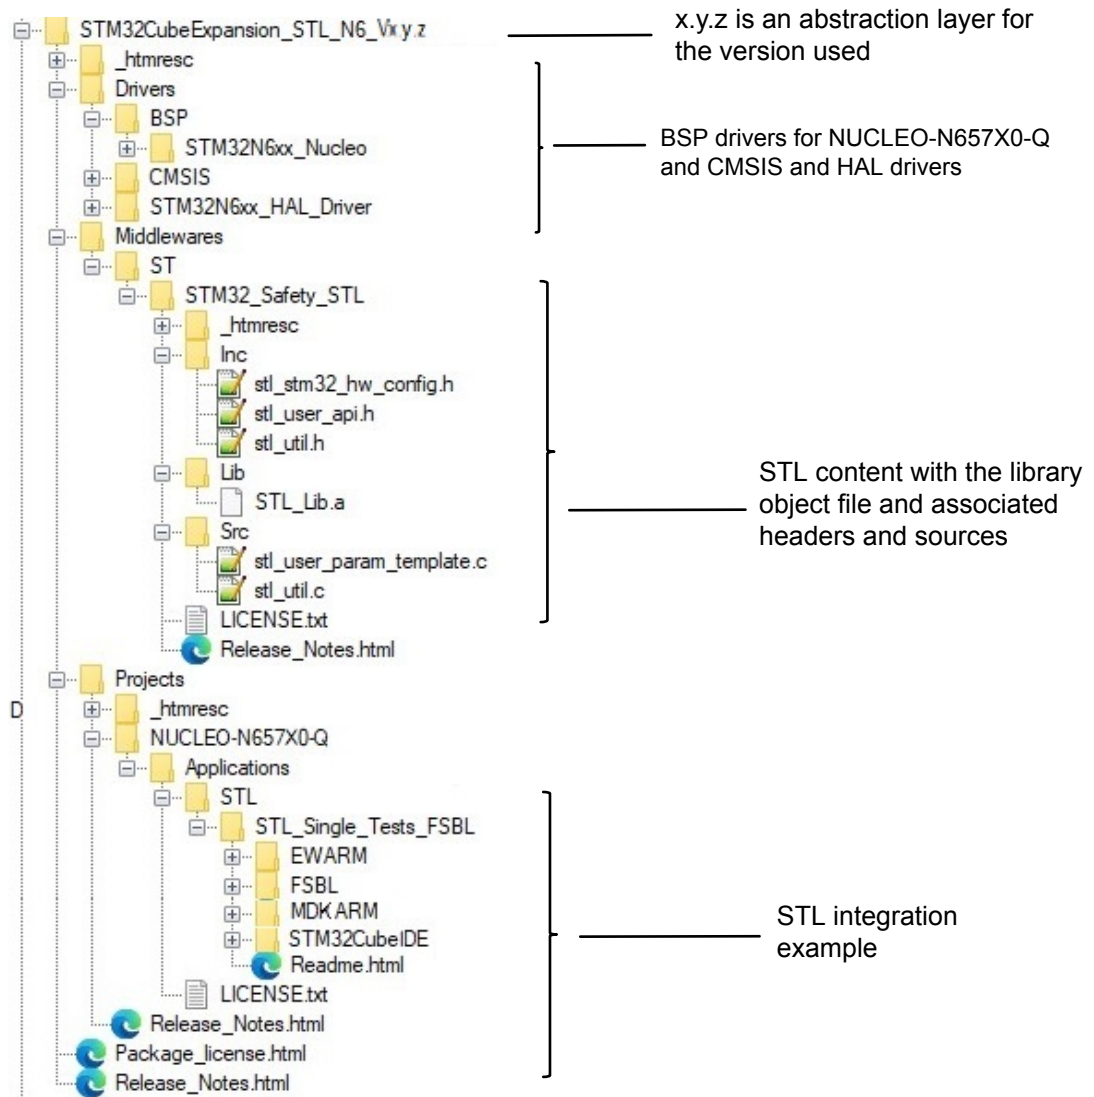 STM32CubeExpansion_STL_N6_Vx.y.z
x.y.z is an abstraction layer for
the version used
_htmresc
Drivers
BSP
STM32N6xx_Nucleo
CMSIS
STM32N6xx_HAL_Driver
BSP drivers for NUCLEO-N657X0-Q
and CMSIS and HAL drivers
Middlewares
ST
STM32_Safety_STL
_htmresc
Inc
stl_stm32_hw_config.h
stl_user_api.h
stl_util.h
Lib
STL_Lib.a
Src
stl_user_param_template.c
stl_util.c
LICENSE.txt
Release_Notes.html
STL content with the library
object file and associated
headers and sources
Projects
D
_htmresc
NUCLEO-N657X0-Q
Applications
STL
STL_Single_Tests_FSBL
EWARM
FSBL
MDKARM
STM32CubeIDE
Readme.html
LICENSE.txt
Release_Notes.html
Package_license.html
Release_Notes.html
STL integration
example